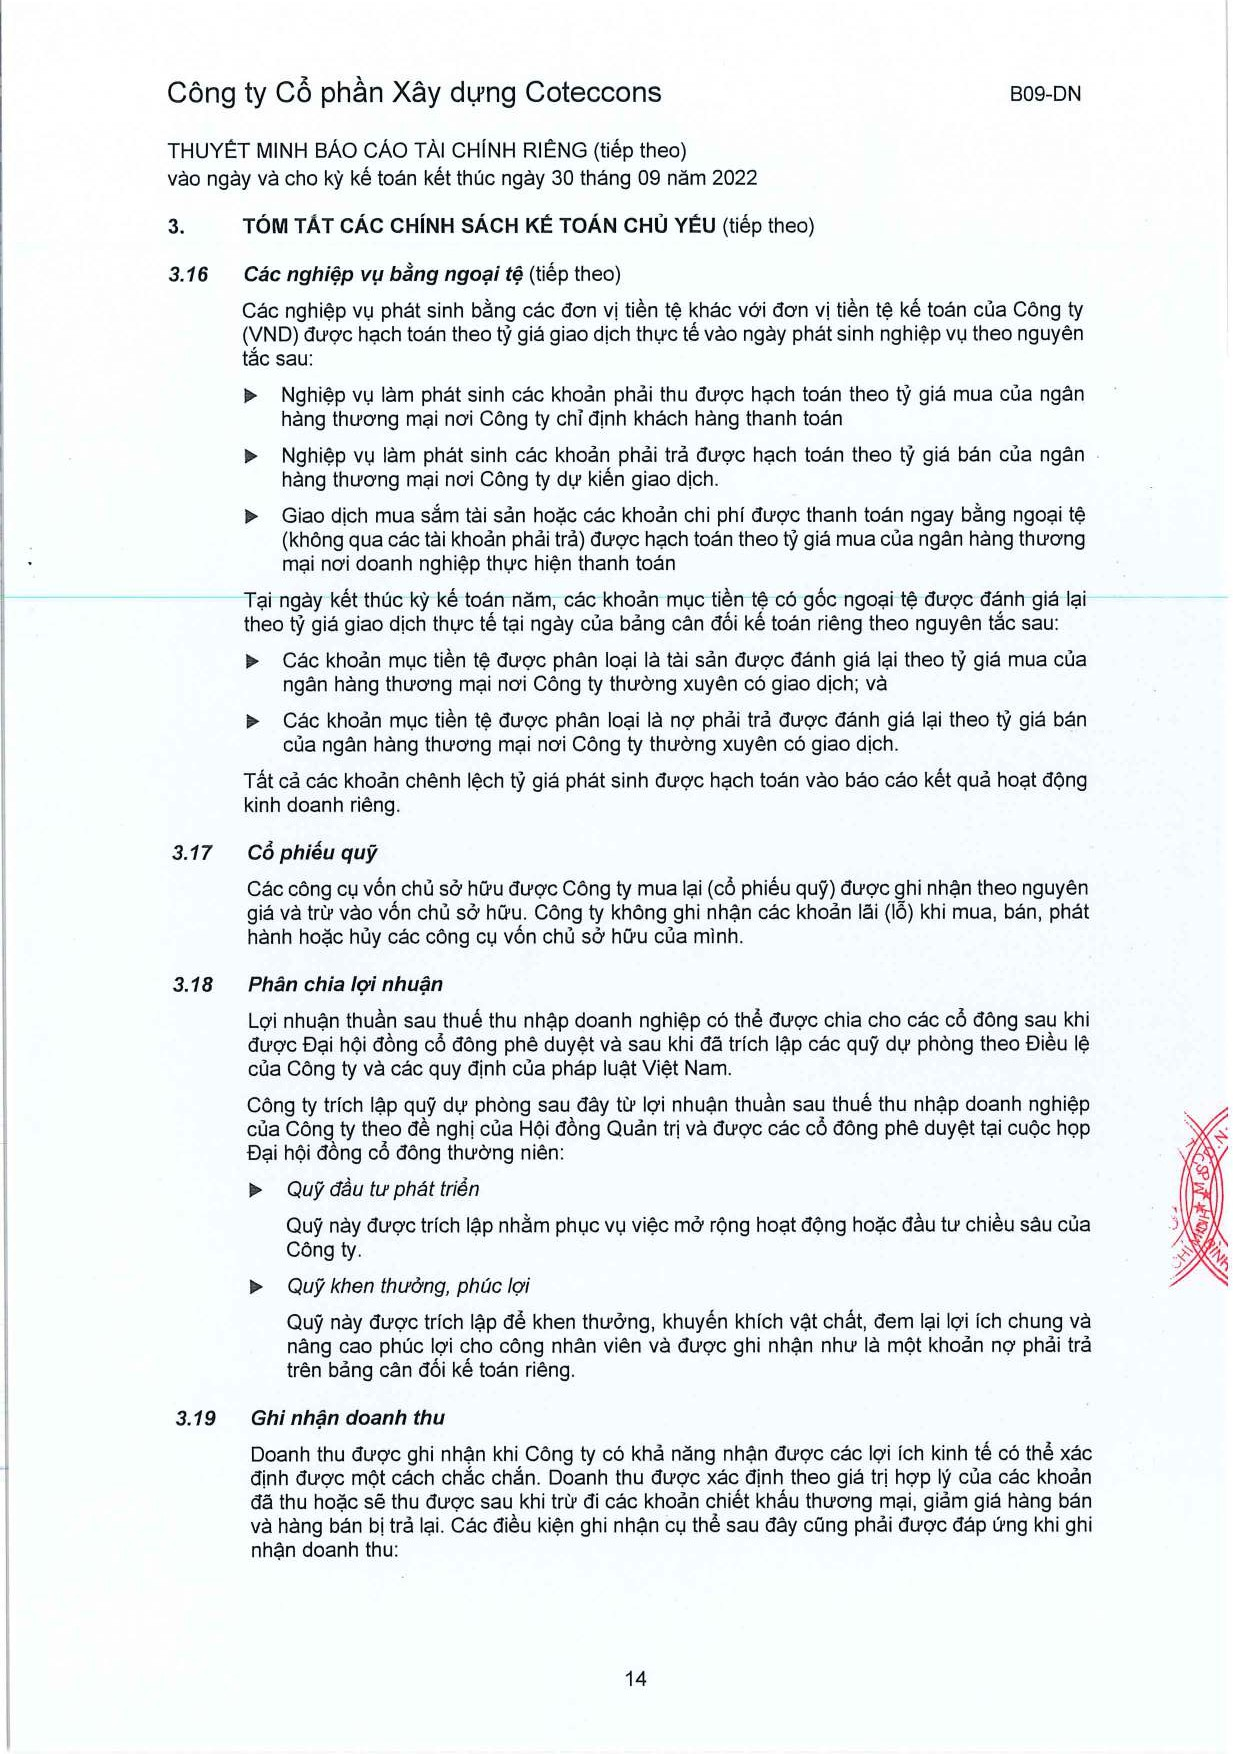 Công ty Cổ phần Xây dựng Coteccons
B09-DN
THUYẾT MINH BÁO CÁO TÀI CHÍNH RIÊNG (tiếp theo)
vào ngày và cho kỳ kế toán kết thúc ngày 30 tháng 09 năm 2022
3. TÓM TẮT CÁC CHÍNH SÁCH KẾ TOÁN CHỦ YẾU (tiếp theo)
3.16 Các nghiệp vụ bằng ngoại tệ (tiếp theo)
Các nghiệp vụ phát sinh bằng các đơn vị tiền tệ khác với đơn vị tiền tệ kế toán của Công ty
(VND) được hạch toán theo tỷ giá giao dịch thực tế vào ngày phát sinh nghiệp vụ theo nguyên
tắc sau:
► Nghiệp vụ làm phát sinh các khoản phải thu được hạch toán theo tỷ giá mua của ngân
hàng thương mại nơi Công ty chỉ định khách hàng thanh toán
► Nghiệp vụ làm phát sinh các khoản phải trả được hạch toán theo tỷ giá bán của ngân
hàng thương mại nơi Công ty dự kiến giao dịch.
► Giao dịch mua sắm tài sản hoặc các khoản chi phí được thanh toán ngay bằng ngoại tệ
(không qua các tài khoản phải trả) được hạch toán theo tỷ giá mua của ngân hàng thương
mại nơi doanh nghiệp thực hiện thanh toán
Tại ngày kết thúc kỳ kế toán năm, các khoản mục tiền tệ có gốc ngoại tệ được đánh giá lại
theo tỷ giá giao dịch thực tế tại ngày của bảng cân đối kế toán riêng theo nguyên tắc sau:
► Các khoản mục tiền tệ được phân loại là tài sản được đánh giá lại theo tỷ giá mua của
ngân hàng thương mại nơi Công ty thường xuyên có giao dịch; và
► Các khoản mục tiền tệ được phân loại là nợ phải trả được đánh giá lại theo tỷ giá bán
của ngân hàng thương mại nơi Công ty thường xuyên có giao dịch.
Tất cả các khoản chênh lệch tỷ giá phát sinh được hạch toán vào báo cáo kết quả hoạt động
kinh doanh riêng.
3.17 Cổ phiếu quỹ
Các công cụ vốn chủ sở hữu được Công ty mua lại (cổ phiếu quỹ) được ghi nhận theo nguyên
giá và trừ vào vốn chủ sở hữu. Công ty không ghi nhận các khoản lãi (lỗ) khi mua, bán, phát
hành hoặc hủy các công cụ vốn chủ sở hữu của mình.
3.18 Phân chia lợi nhuận
Lợi nhuận thuần sau thuế thu nhập doanh nghiệp có thể được chia cho các cổ đông sau khi
được Đại hội đồng cổ đông phê duyệt và sau khi đã trích lập các quỹ dự phòng theo Điều lệ
của Công ty và các quy định của pháp luật Việt Nam.
Công ty trích lập quỹ dự phòng sau đây từ lợi nhuận thuần sau thuế thu nhập doanh nghiệp
của Công ty theo đề nghị của Hội đồng Quản trị và được các cổ đông phê duyệt tại cuộc họp
Đại hội đồng cổ đông thường niên:
► Quỹ đầu tư phát triển
Quỹ này được trích lập nhằm phục vụ việc mở rộng hoạt động hoặc đầu tư chiều sâu của
Công ty.
► Quỹ khen thưởng, phúc lợi
Quỹ này được trích lập để khen thưởng, khuyến khích vật chất, đem lại lợi ích chung và
nâng cao phúc lợi cho công nhân viên và được ghi nhận như là một khoản nợ phải trả
trên bảng cân đối kế toán riêng.
3.19 Ghi nhận doanh thu
Doanh thu được ghi nhận khi Công ty có khả năng nhận được các lợi ích kinh tế có thể xác
định được một cách chắc chắn. Doanh thu được xác định theo giá trị hợp lý của các khoản
đã thu hoặc sẽ thu được sau khi trừ đi các khoản chiết khấu thương mại, giảm giá hàng bán
và hàng bán bị trả lại. Các điều kiện ghi nhận cụ thể sau đây cũng phải được đáp ứng khi ghi
nhận doanh thu:
14